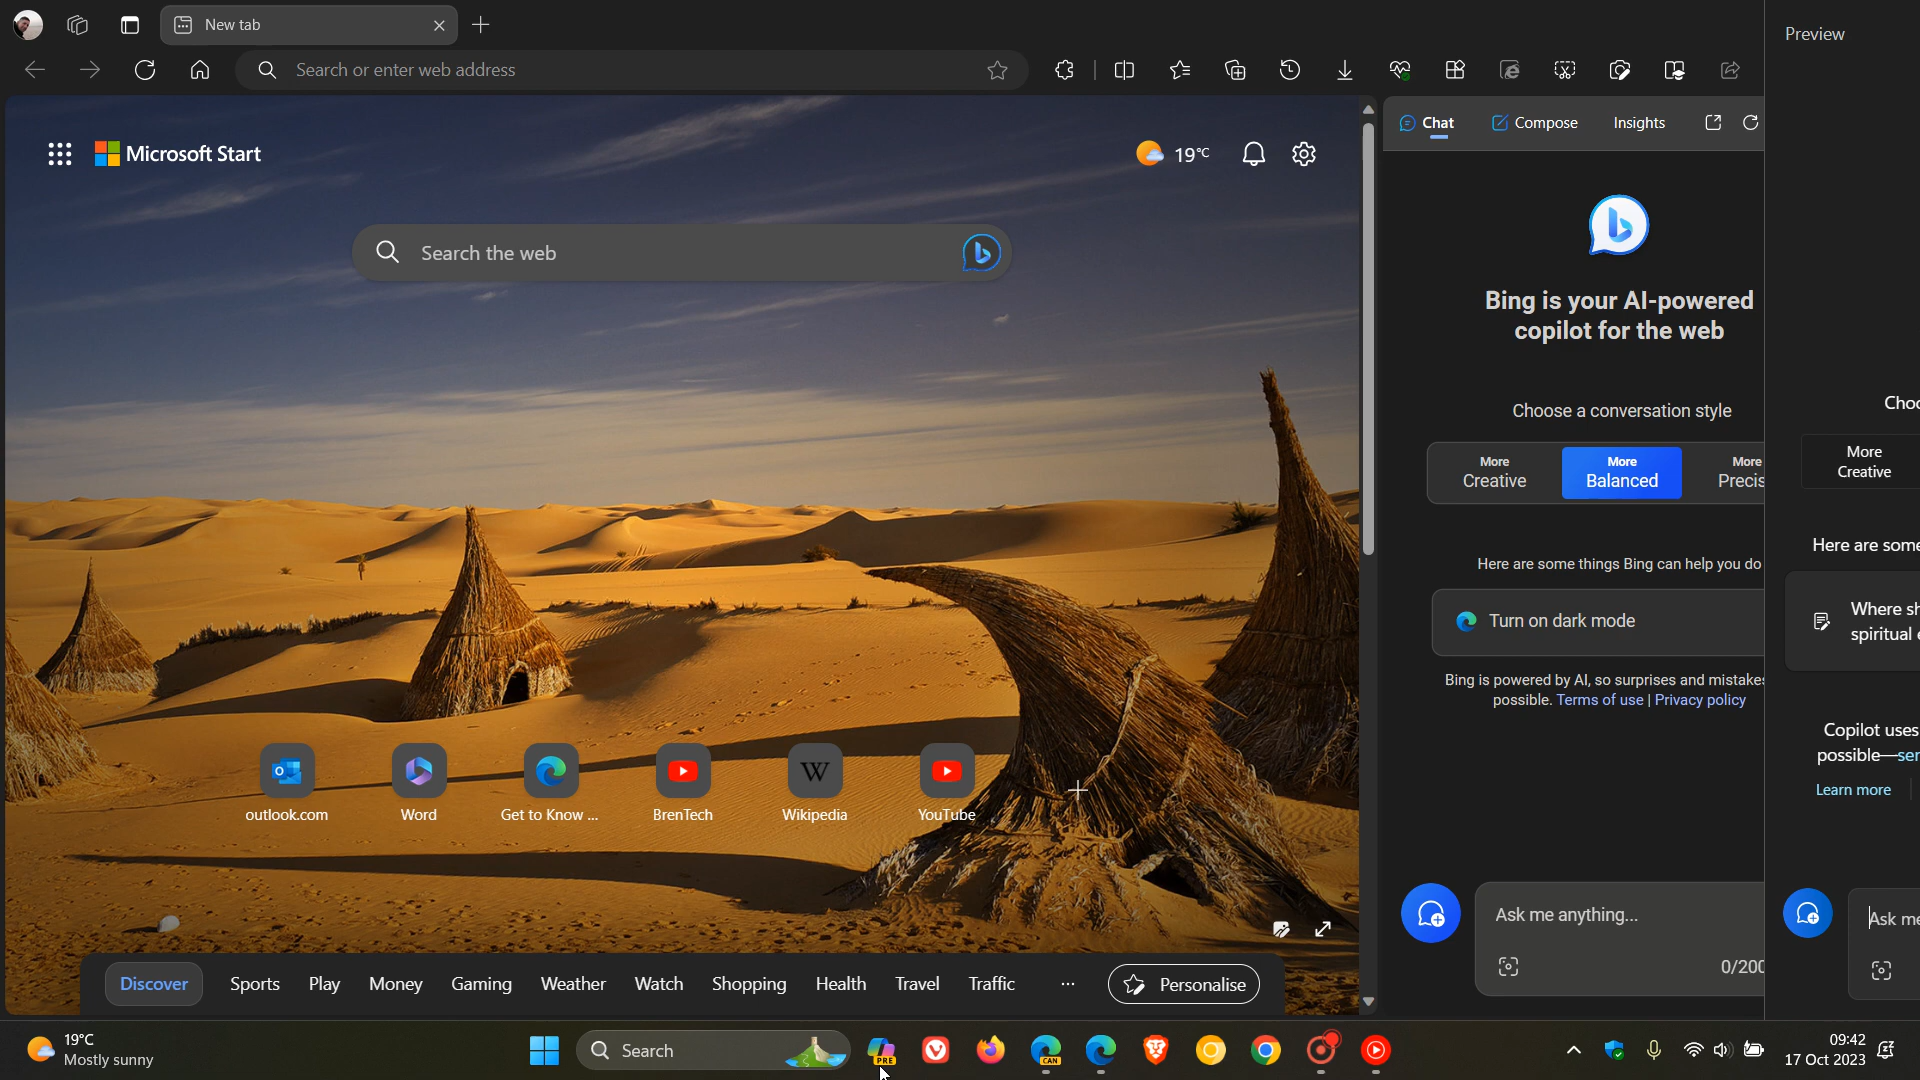 New tab
Preview
Search or enter web address
Chat
Compose
Insights
Microsoft Start
19°C
Search the web
Bing is your AI-powered
copilot for the web
Choose a conversation style
More
Creative
More
Balanced
More
Precis
Choo
More
Creative
Here are some things Bing can help you do
Here are some
Turn on dark mode
Where sh
spiritual e
Bing is powered by AI, so surprises and mistakes
possible. Terms of use | Privacy policy
Copilot uses
possible—ser
Learn more
outlook.com
Word
Get to Know ...
BrenTech
W
Wikipedia
YouTube
Ask me anything...
0/200
Ask me
Discover
Sports
Play
Money
Gaming
Weather
Watch
Shopping
Health
Travel
Traffic
...
Personalise
19°C
Mostly sunny
Search
PRE
CAN
09:42
17 Oct 2023